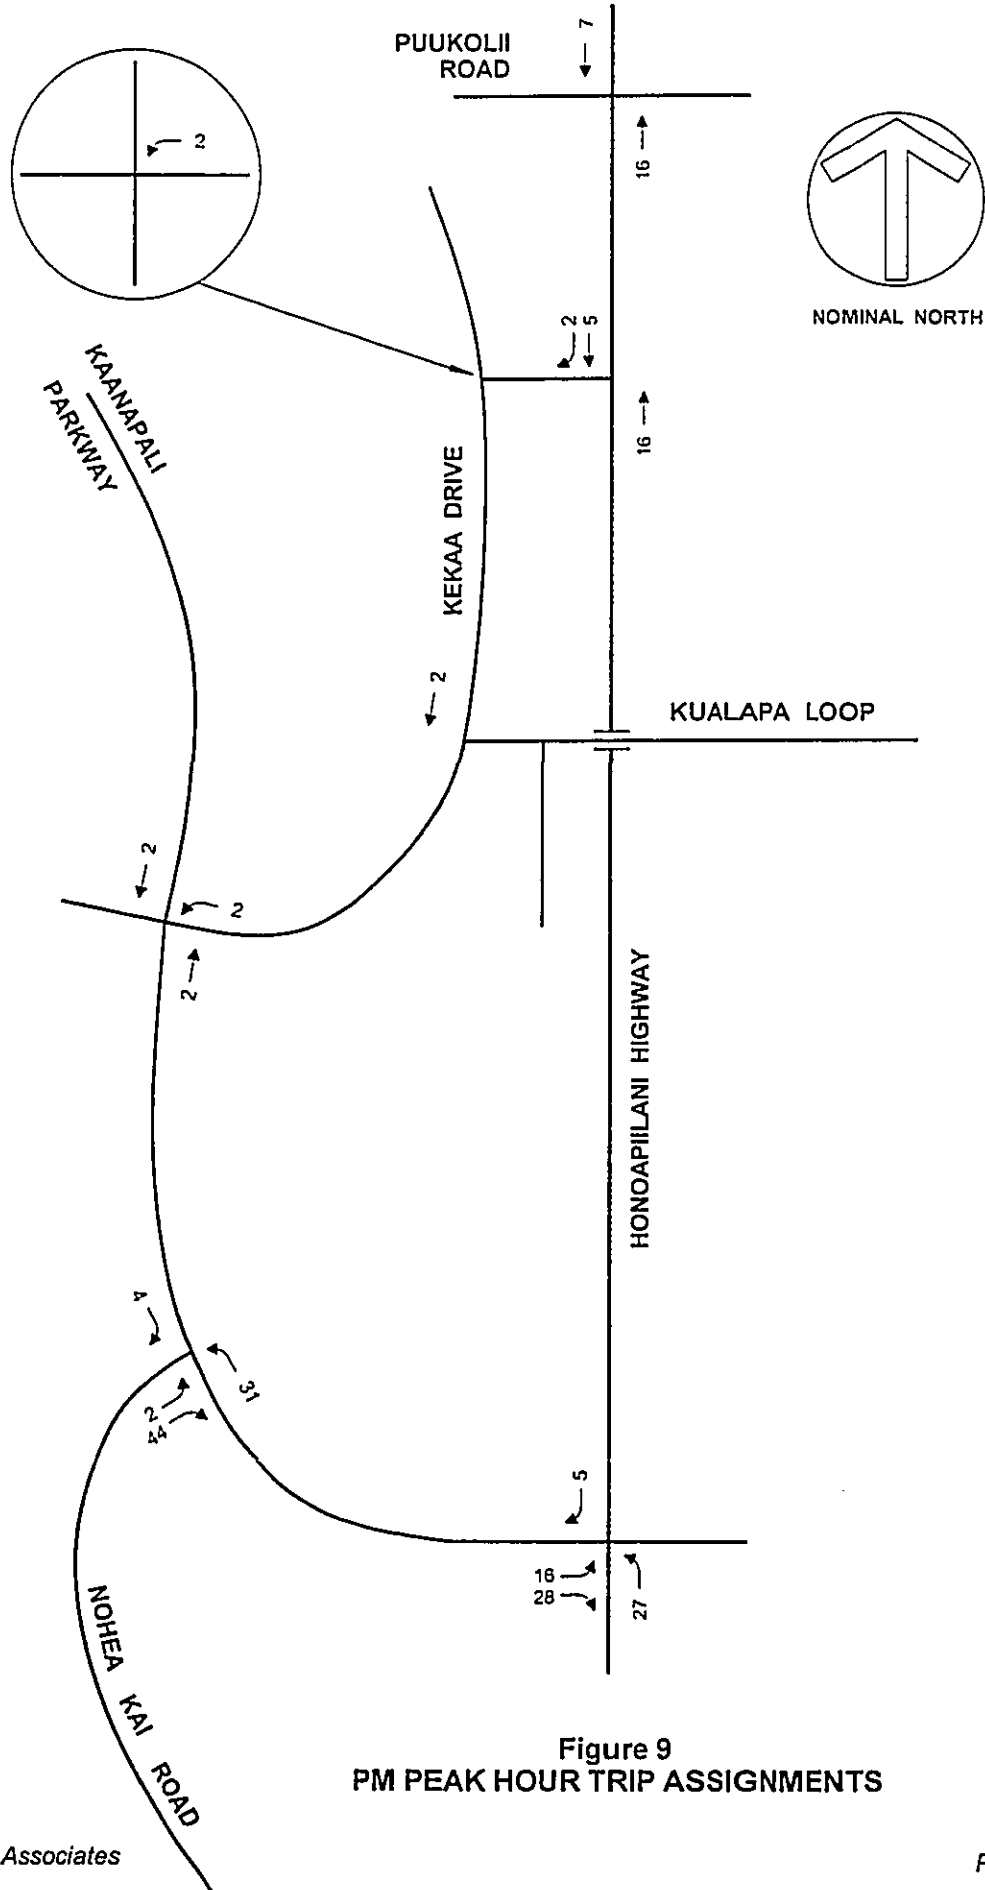 PUUKOLII
ROAD
7
16
2
NOMINAL NORTH
2
5
16
KAANAPALI
PARKWAY
KEKAA DRIVE
2
KUALAPA LOOP
2
2
2
HONOAPIILANI HIGHWAY
4
31
2
44
5
16
28
27
NOHEA KAI ROAD
Figure 9
PM PEAK HOUR TRIP ASSIGNMENTS
Associates